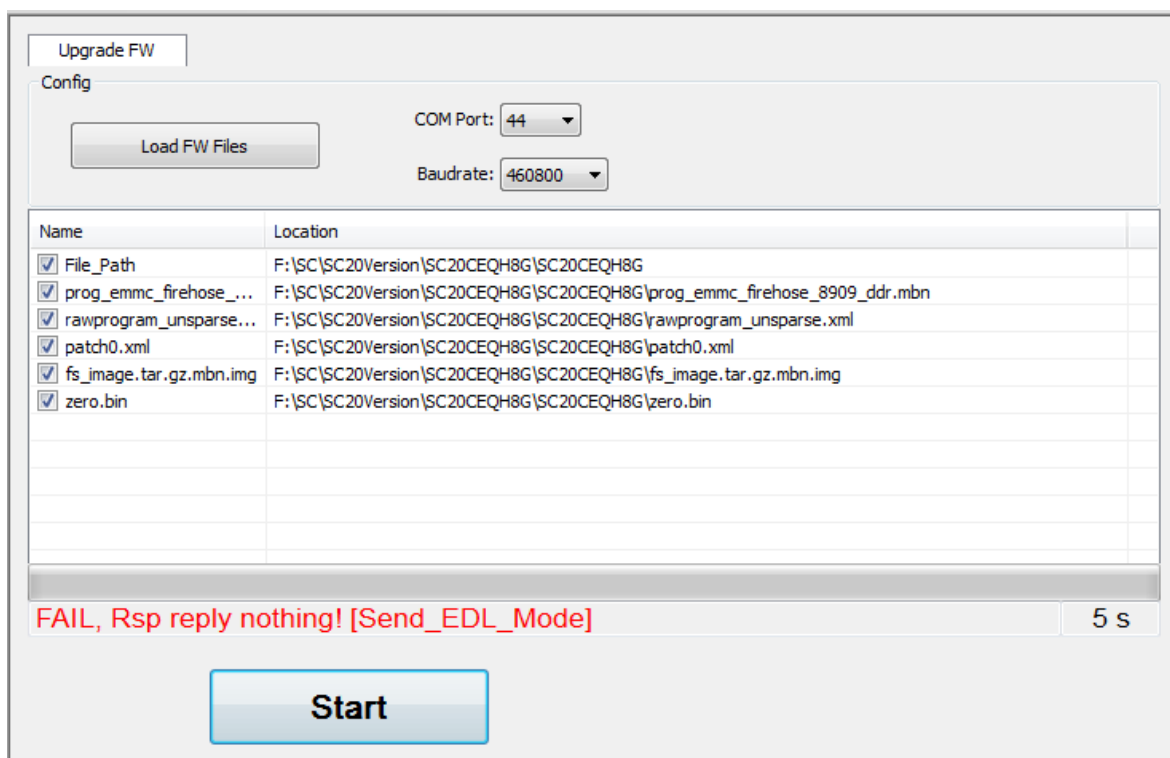 Upgrade FW
Config
Load FW Files
COM Port: 44
Baudrate: 460800
Name Location
File_Path F:\SC\SC20Version\SC20CEQH8G\SC20CEQH8G
prog_emmc_firehose_... F:\SC\SC20Version\SC20CEQH8G\SC20CEQH8G\prog_emmc_firehose_8909_ddr.mbn
rawprogram_unsparse... F:\SC\SC20Version\SC20CEQH8G\SC20CEQH8G\rawprogram_unsparse.xml
patch0.xml F:\SC\SC20Version\SC20CEQH8G\SC20CEQH8G\patch0.xml
fs_image.tar.gz.mbn.img F:\SC\SC20Version\SC20CEQH8G\SC20CEQH8G\fs_image.tar.gz.mbn.img
zero.bin F:\SC\SC20Version\SC20CEQH8G\SC20CEQH8G\zero.bin
FAIL, Rsp reply nothing! [Send_EDL_Mode] 5 s
Start